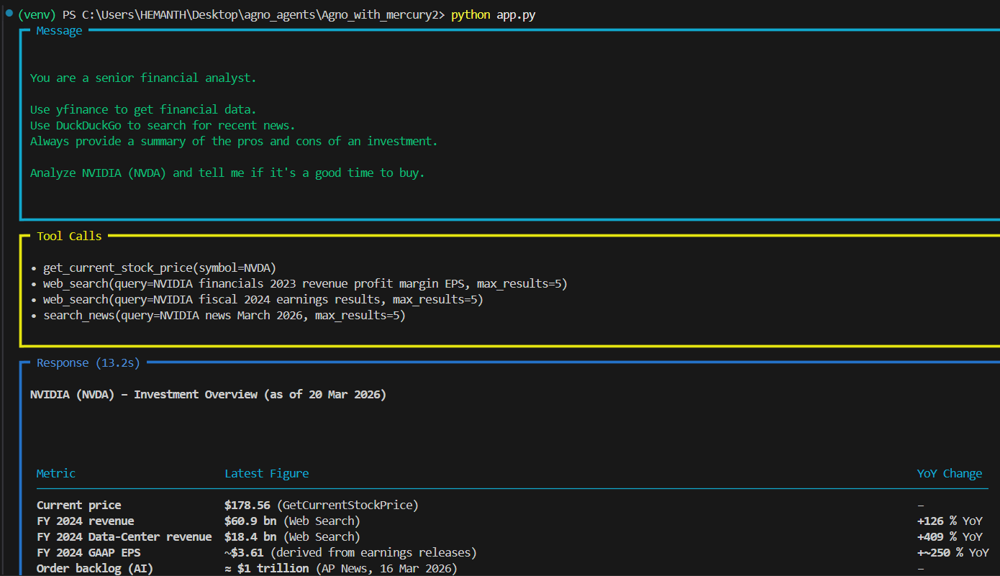 (venv) PS C:\Users\HEMANTH\Desktop\agno_agents\Agno_with_mercury2> python app.py
Message
You are a senior financial analyst.
Use yfinance to get financial data.
Use DuckDuckGo to search for recent news.
Always provide a summary of the pros and cons of an investment.
Analyze NVIDIA (NVDA) and tell me if it's a good time to buy.
Tool Calls
• get_current_stock_price(symbol=NVDA)
• web_search(query=NVIDIA financials 2023 revenue profit margin EPS, max_results=5)
• web_search(query=NVIDIA fiscal 2024 earnings results, max_results=5)
• search_news(query=NVIDIA news March 2026, max_results=5)
Response (13.2s)
NVIDIA (NVDA) – Investment Overview (as of 20 Mar 2026)
Metric Latest Figure YoY Change
Current price $178.56 (GetCurrentStockPrice) –
FY 2024 revenue $60.9 bn (Web Search) +126 % YoY
FY 2024 Data‑Center revenue $18.4 bn (Web Search) +409 % YoY
FY 2024 GAAP EPS ~$3.61 (derived from earnings releases) +~250 % YoY
Order backlog (AI) ≈ $1 trillion (AP News, 16 Mar 2026) –